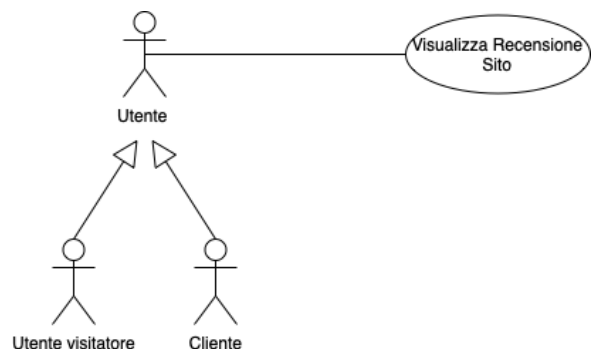 Visualizza Recensione
Sito
Utente
Utente visitatore
Cliente